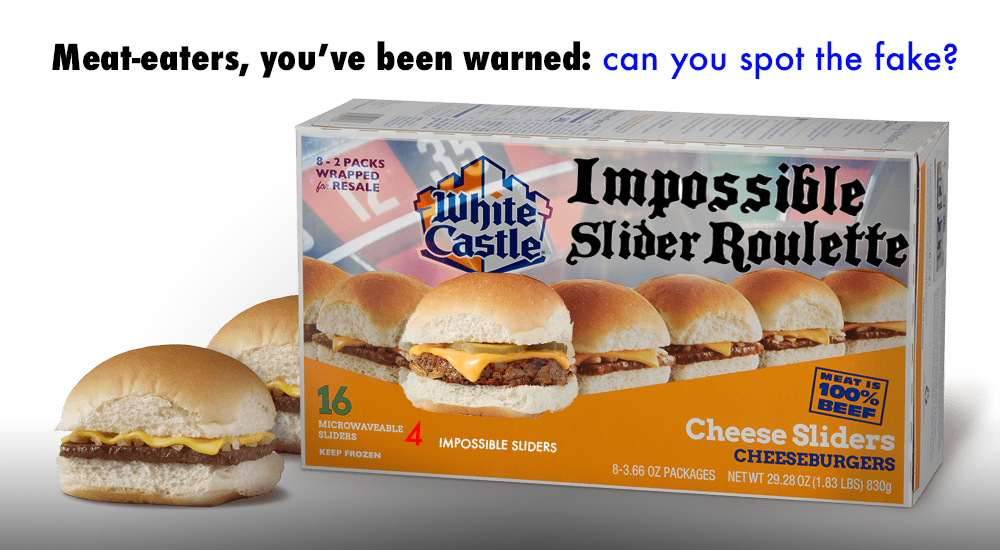 Meat-eaters, you’ve been warned: can you spot the fake?
8 - 2 PACKS
WRAPPED
for RESALE
35
12
White
Castle
Impossible
Slider Roulette
16
MICROWAVEABLE
SLIDERS
KEEP FROZEN
4
IMPOSSIBLE SLIDERS
MEAT IS
100%
BEEF
Cheese Sliders
CHEESEBURGERS
8-3.66 OZ PACKAGES NET WT 29.28 OZ (1.83 LBS) 830g